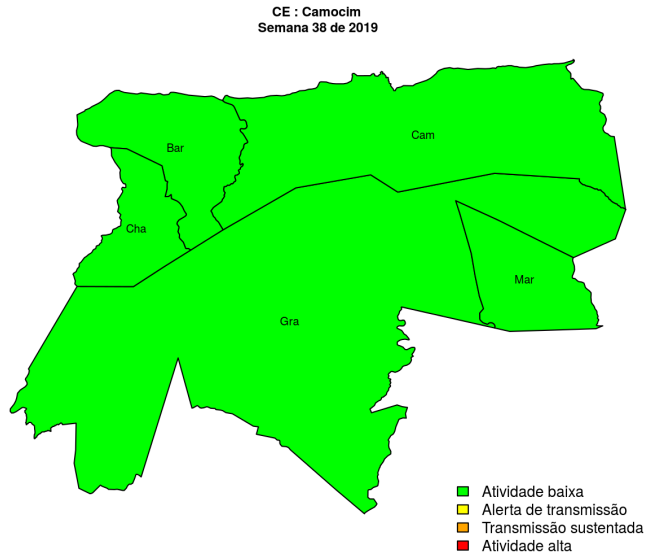 CE : Camocim
Semana 38 de 2019
Bar
Cam
Cha
Mar
Gra
Atividade baixa
Alerta de transmissão
Transmissão sustentada
Atividade alta